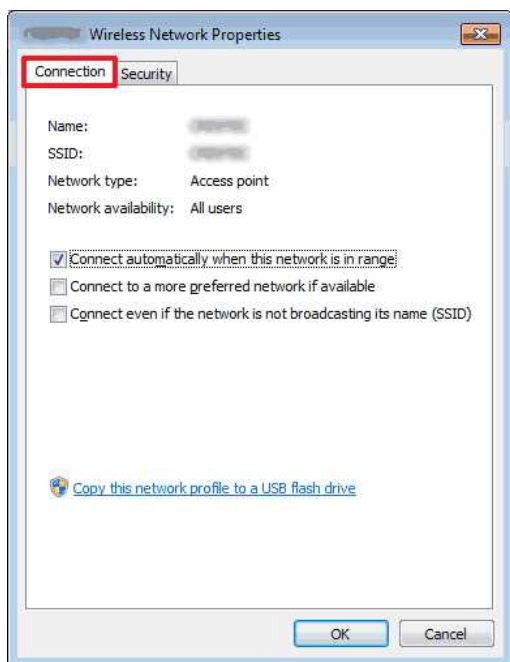 Wireless Network Properties
Connection Security
Name:
SSID:
Network type: Access point
Network availability: All users
Connect automatically when this network is in range
Connect to a more preferred network if available
Connect even if the network is not broadcasting its name (SSID)
Copy this network profile to a USB flash drive
OK Cancel